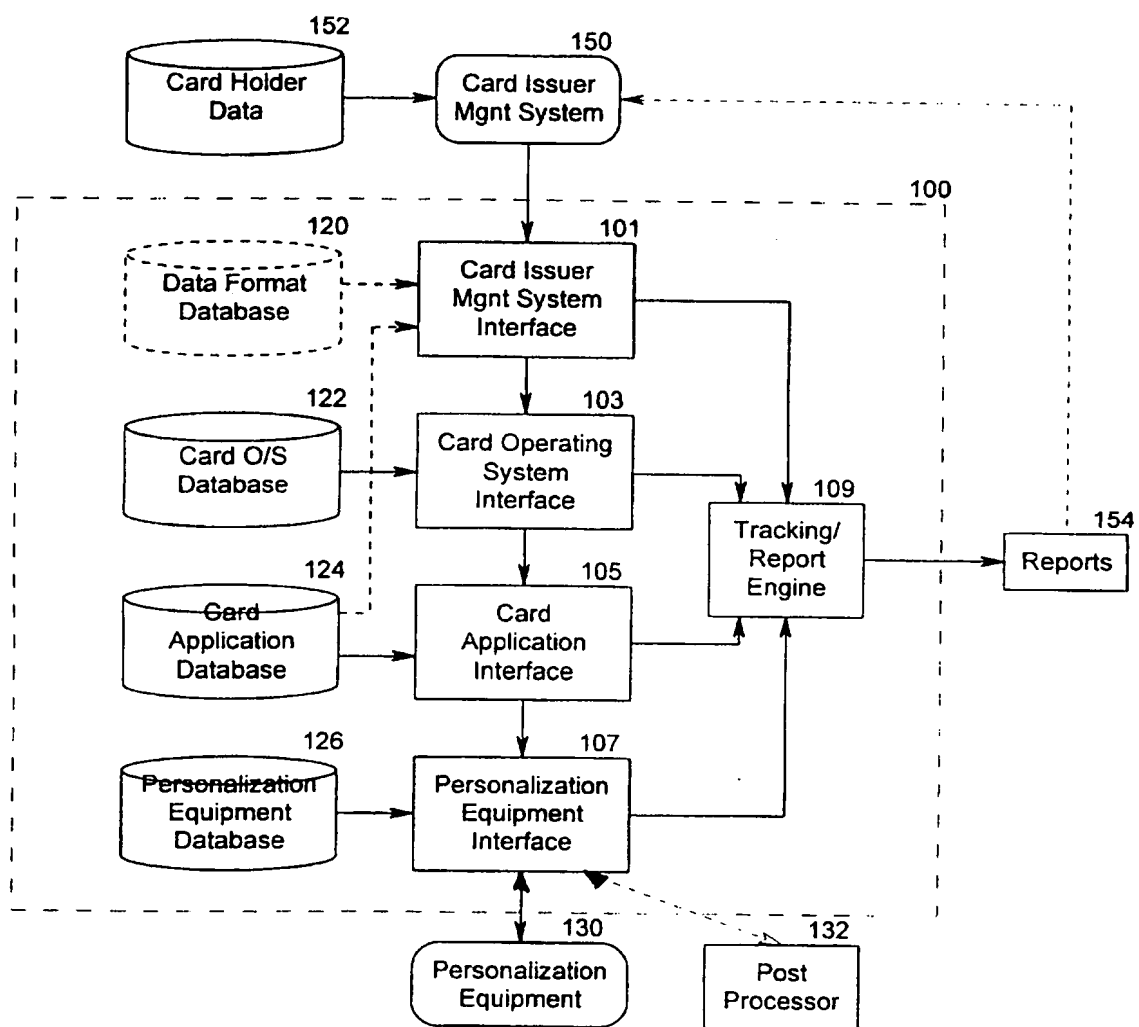 152
Card Holder
Data
150
Card Issuer
Mgnt System
100
120
Data Format
Database
101
Card Issuer
Mgnt System
Interface
122
Card O/S
Database
103
Card Operating
System
Interface
109
Tracking/
Report
Engine
154
Reports
124
Card
Application
Database
105
Card
Application
Interface
126
Personalization
Equipment
Database
107
Personalization
Equipment
Interface
130
Personalization
Equipment
132
Post
Processor